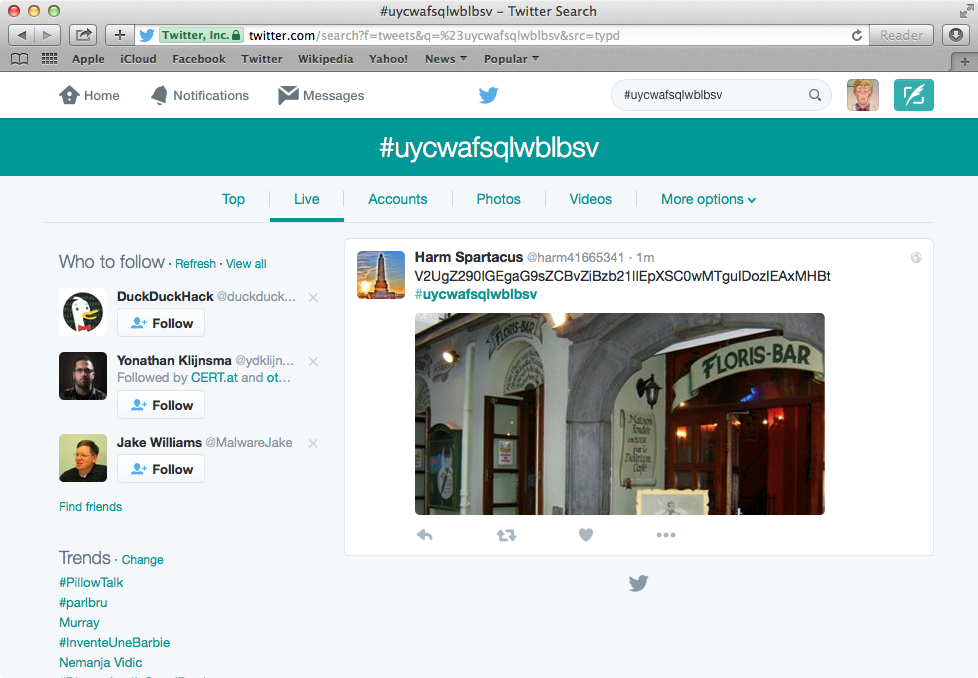 #uycwafsqlwblbsv – Twitter Search
Twitter, Inc. twitter.com/search?f=tweets&q=%23uycwafsqlwblbsv&src=typd Reader
Apple iCloud Facebook Twitter Wikipedia Yahoo! News Popular
Home Notifications Messages #uycwafsqlwblbsv
#uycwafsqlwblbsv
Top Live Accounts Photos Videos More options
Who to follow · Refresh · View all
DuckDuckHack @duckduck...
Follow
Yonathan Klijnsma @ydklijn...
Followed by CERT.at and ot...
Follow
Jake Williams @MalwareJake
Follow
Find friends
Trends · Change
#PillowTalk
#parlbru
Murray
#InventeUneBarbie
Nemanja Vidic
Harm Spartacus @harm41665341 · 1m
V2UgZ290IGEgaG9sZCBvZiBzb21lIEpXSC0wMTguIDozIEAxMHBt
#uycwafsqlwblbsv
FLORIS-BAR
FLORIS-BAR
Maison
fondée
en 1005
par le
Delirium
Café